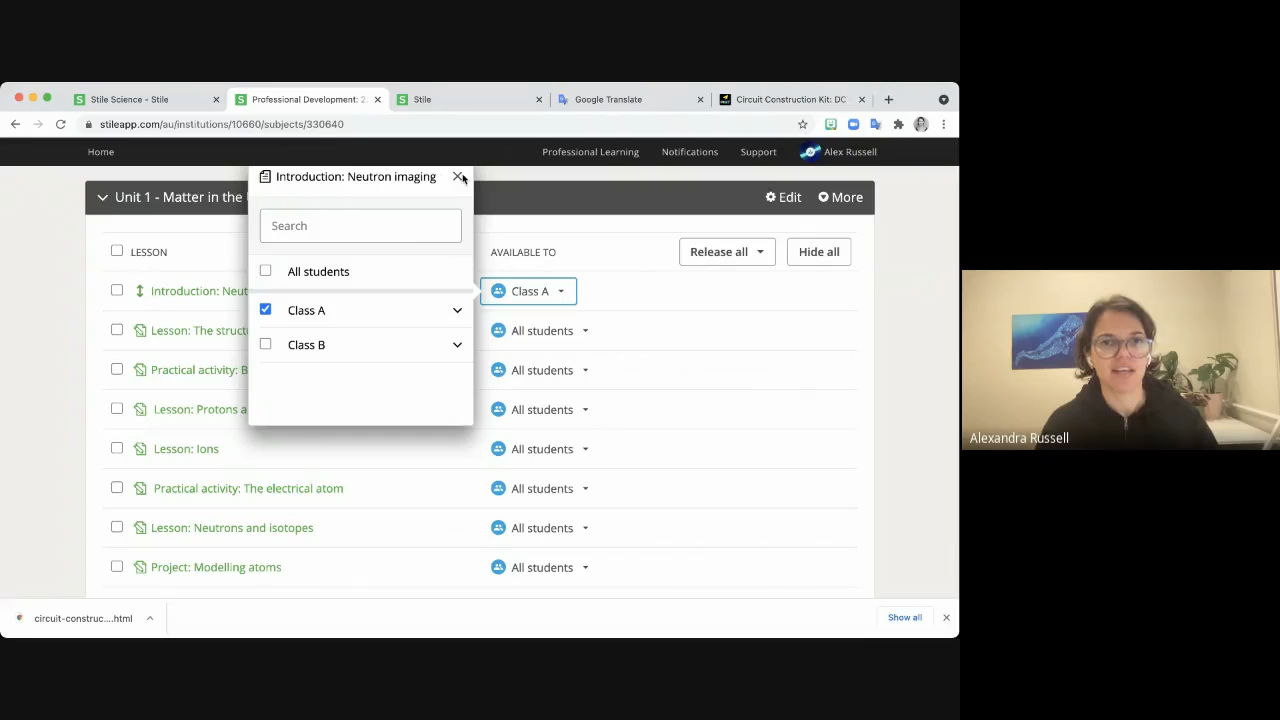 Stile Science - Stile
Professional Development: 2
Stile
Google Translate
Circuit Construction Kit: DC
stileapp.com/au/institutions/10660/subjects/330640
Home
Professional Learning
Notifications
Support
Alex Russell
Introduction: Neutron imaging
Unit 1 - Matter in the
Edit
More
Search
LESSON
AVAILABLE TO
Release all
Hide all
All students
Introduction: Neut
Class A
Class A
Lesson: The struct
All students
Class B
Practical activity: B
All students
Lesson: Protons a
All students
Lesson: Ions
All students
Practical activity: The electrical atom
All students
Lesson: Neutrons and isotopes
All students
Project: Modelling atoms
All students
circuit-construc....html
Show all
Alexandra Russell